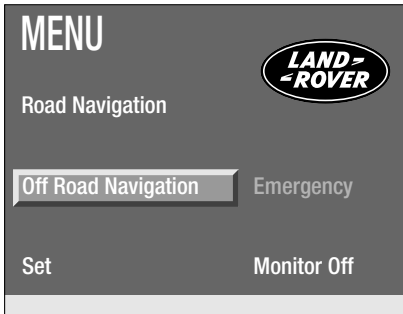 MENU
LAND-
-ROVER
Road Navigation
Off Road Navigation Emergency
Set Monitor Off